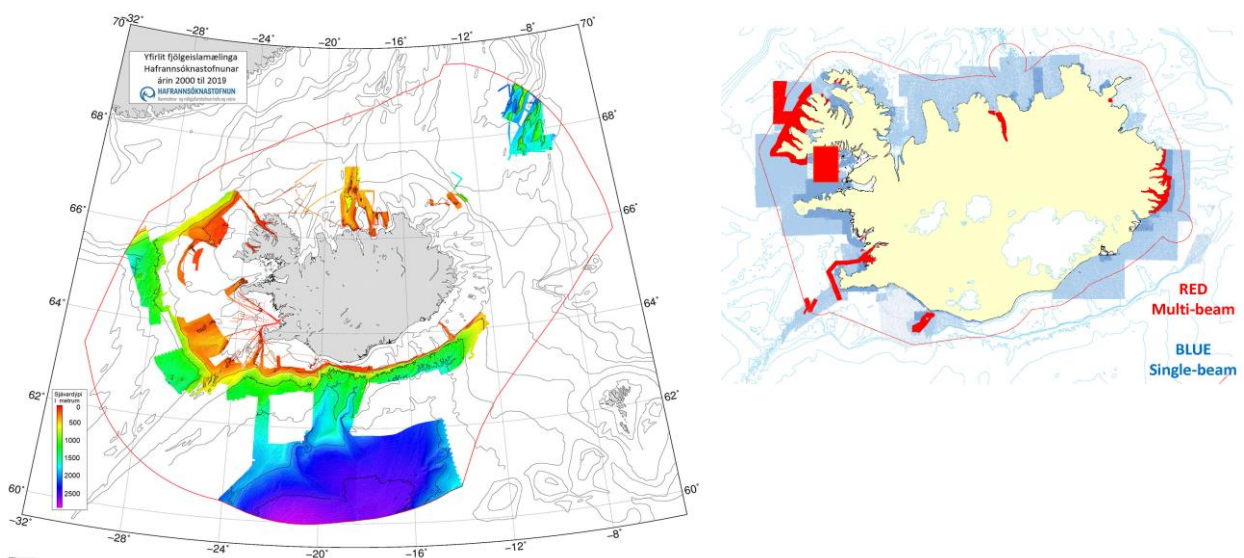 -32° -28° -24° -20° -16° -12° -8°
70° 70°
Yfirlit fjölgeislamælinga
Hafrannsóknastofnunar
árin 2000 til 2019
HAFRANNSÓKNASTOFNUN
68° 68°
66° 66°
64° 64°
62° 62°
60° 60°
Sjávardýpi
í metrum
0
500
1000
1500
2000
2500
-32° -28° -24° -20° -16° -12° -8°
RED
Multi-beam
BLUE
Single-beam